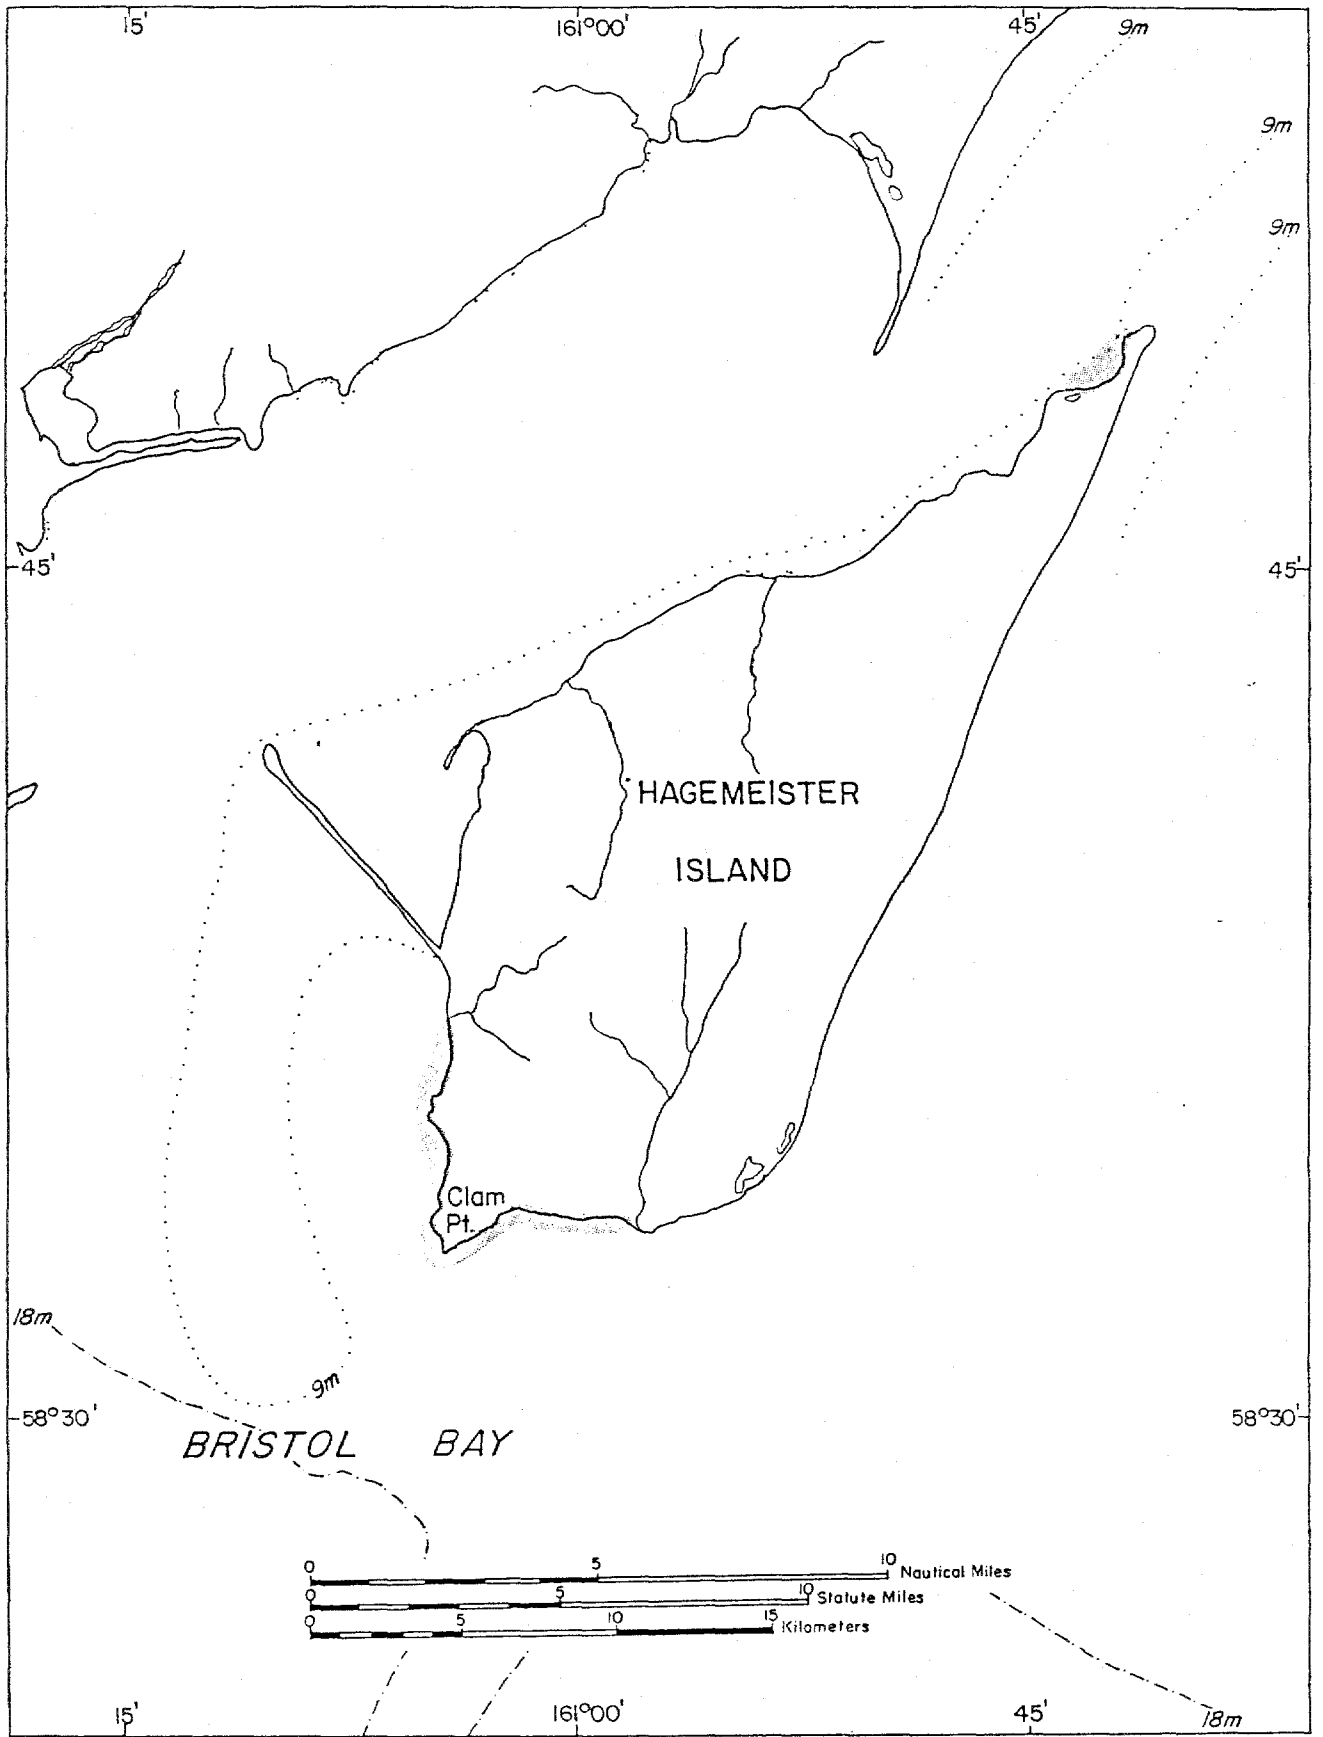 15' 161°00' 45'
9m
9m
9m
45' 45'
HAGEMEISTER
ISLAND
Clam
Pt.
18m
9m
58°30' 58°30'
BRISTOL BAY
0 5 10 Nautical Miles
0 5 10 Statute Miles
0 5 10 15 Kilometers
15' 161°00' 45'
18m